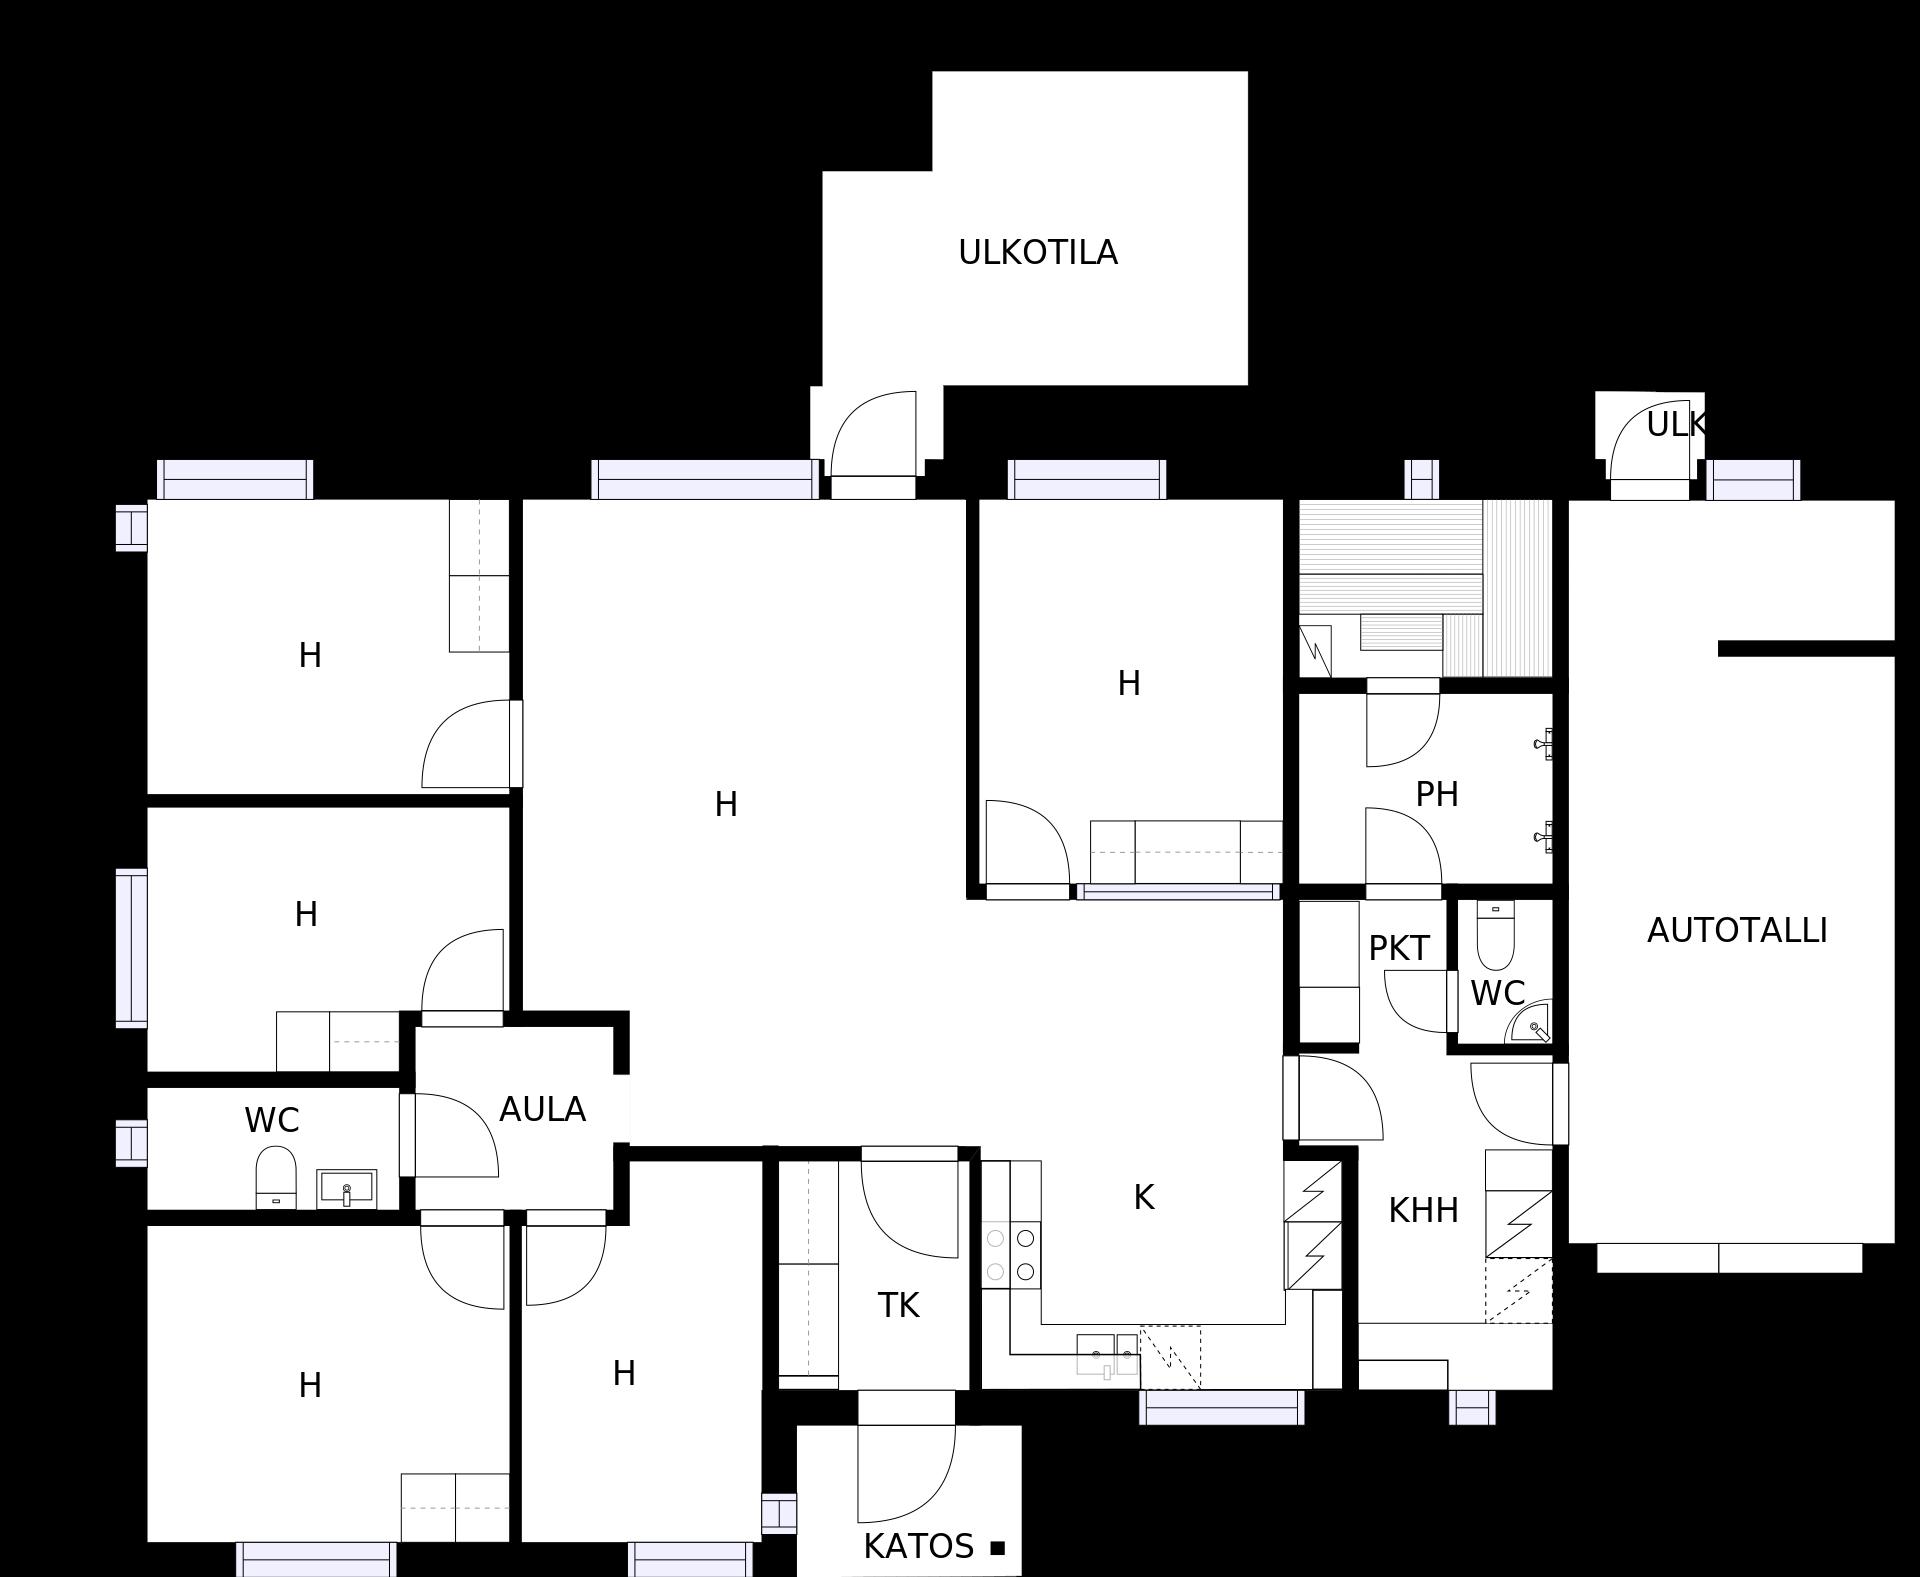 ULKOTILA
ULK
H
H
H
PH
H
AUTOTALLI
PKT
WC
AULA
WC
K
KHH
TK
H
H
KATOS